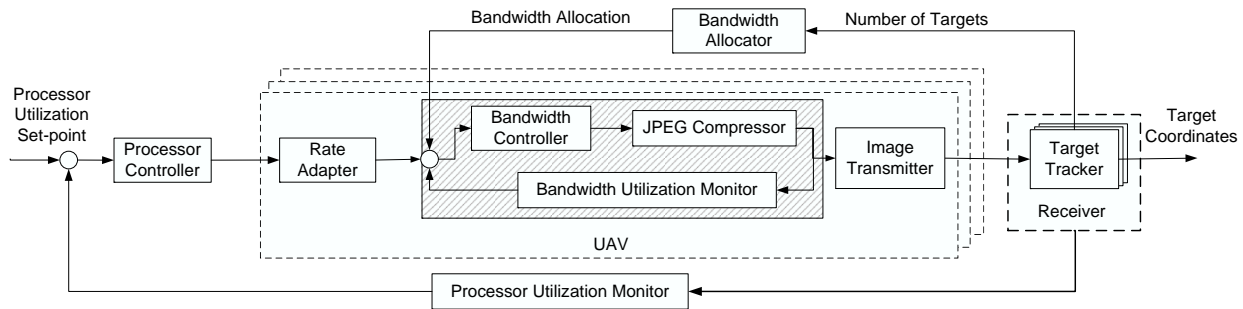 Bandwidth Allocation
Bandwidth
Allocator
Number of Targets
Processor
Utilization
Set-point
Processor
Controller
Rate
Adapter
Bandwidth
Controller
JPEG Compressor
Bandwidth Utilization Monitor
Image
Transmitter
Target
Tracker
Receiver
Target
Coordinates
UAV
Processor Utilization Monitor